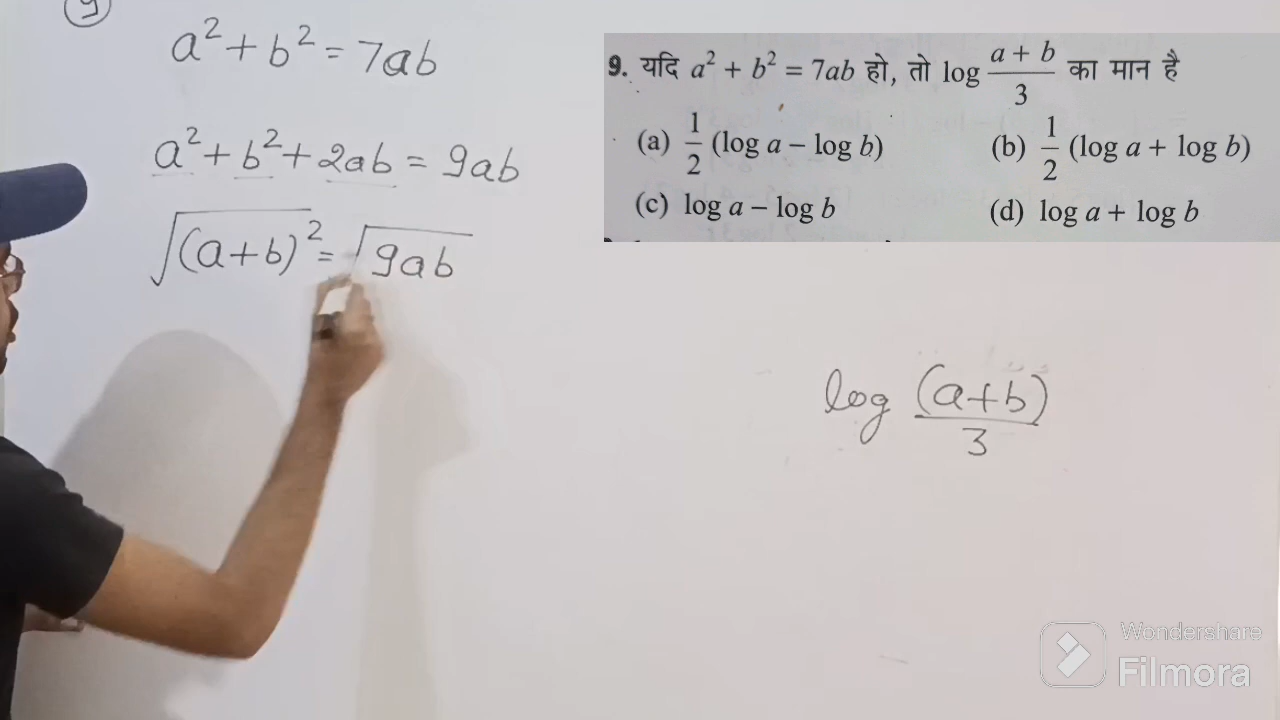 9
a² + b² = 7ab
a² + b² + 2ab = 9ab
√(a+b)² = √9ab
9. यदि a² + b² = 7ab हो, तो log (a + b)/3 का मान है
(a) 1/2 (log a – log b) (b) 1/2 (log a + log b)
(c) log a – log b (d) log a + log b
log (a+b)/3
Wondershare
Filmora